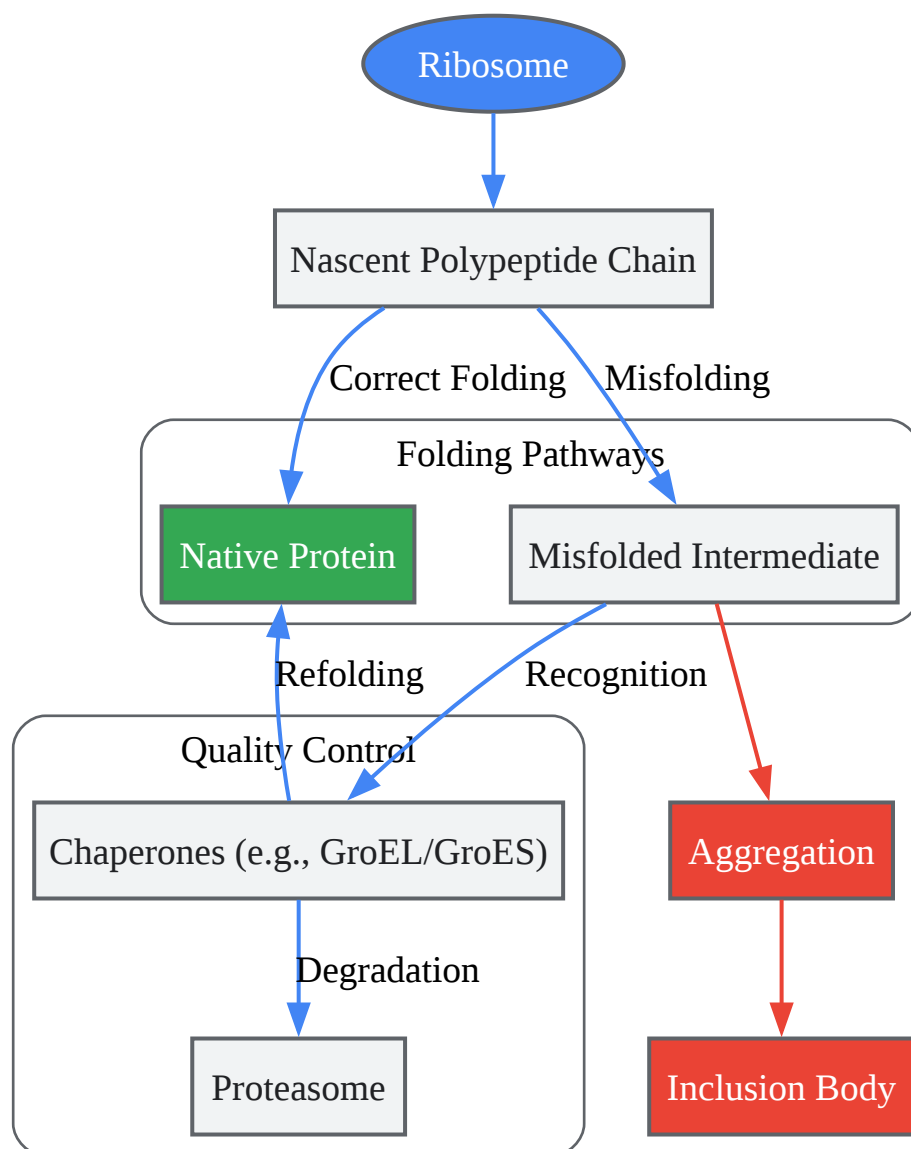 Ribosome
Nascent Polypeptide Chain
Correct Folding
Misfolding
Folding Pathways
Native Protein
Misfolded Intermediate
Refolding
Recognition
Quality Control
Chaperones (e.g., GroEL/GroES)
Aggregation
Degradation
Proteasome
Inclusion Body